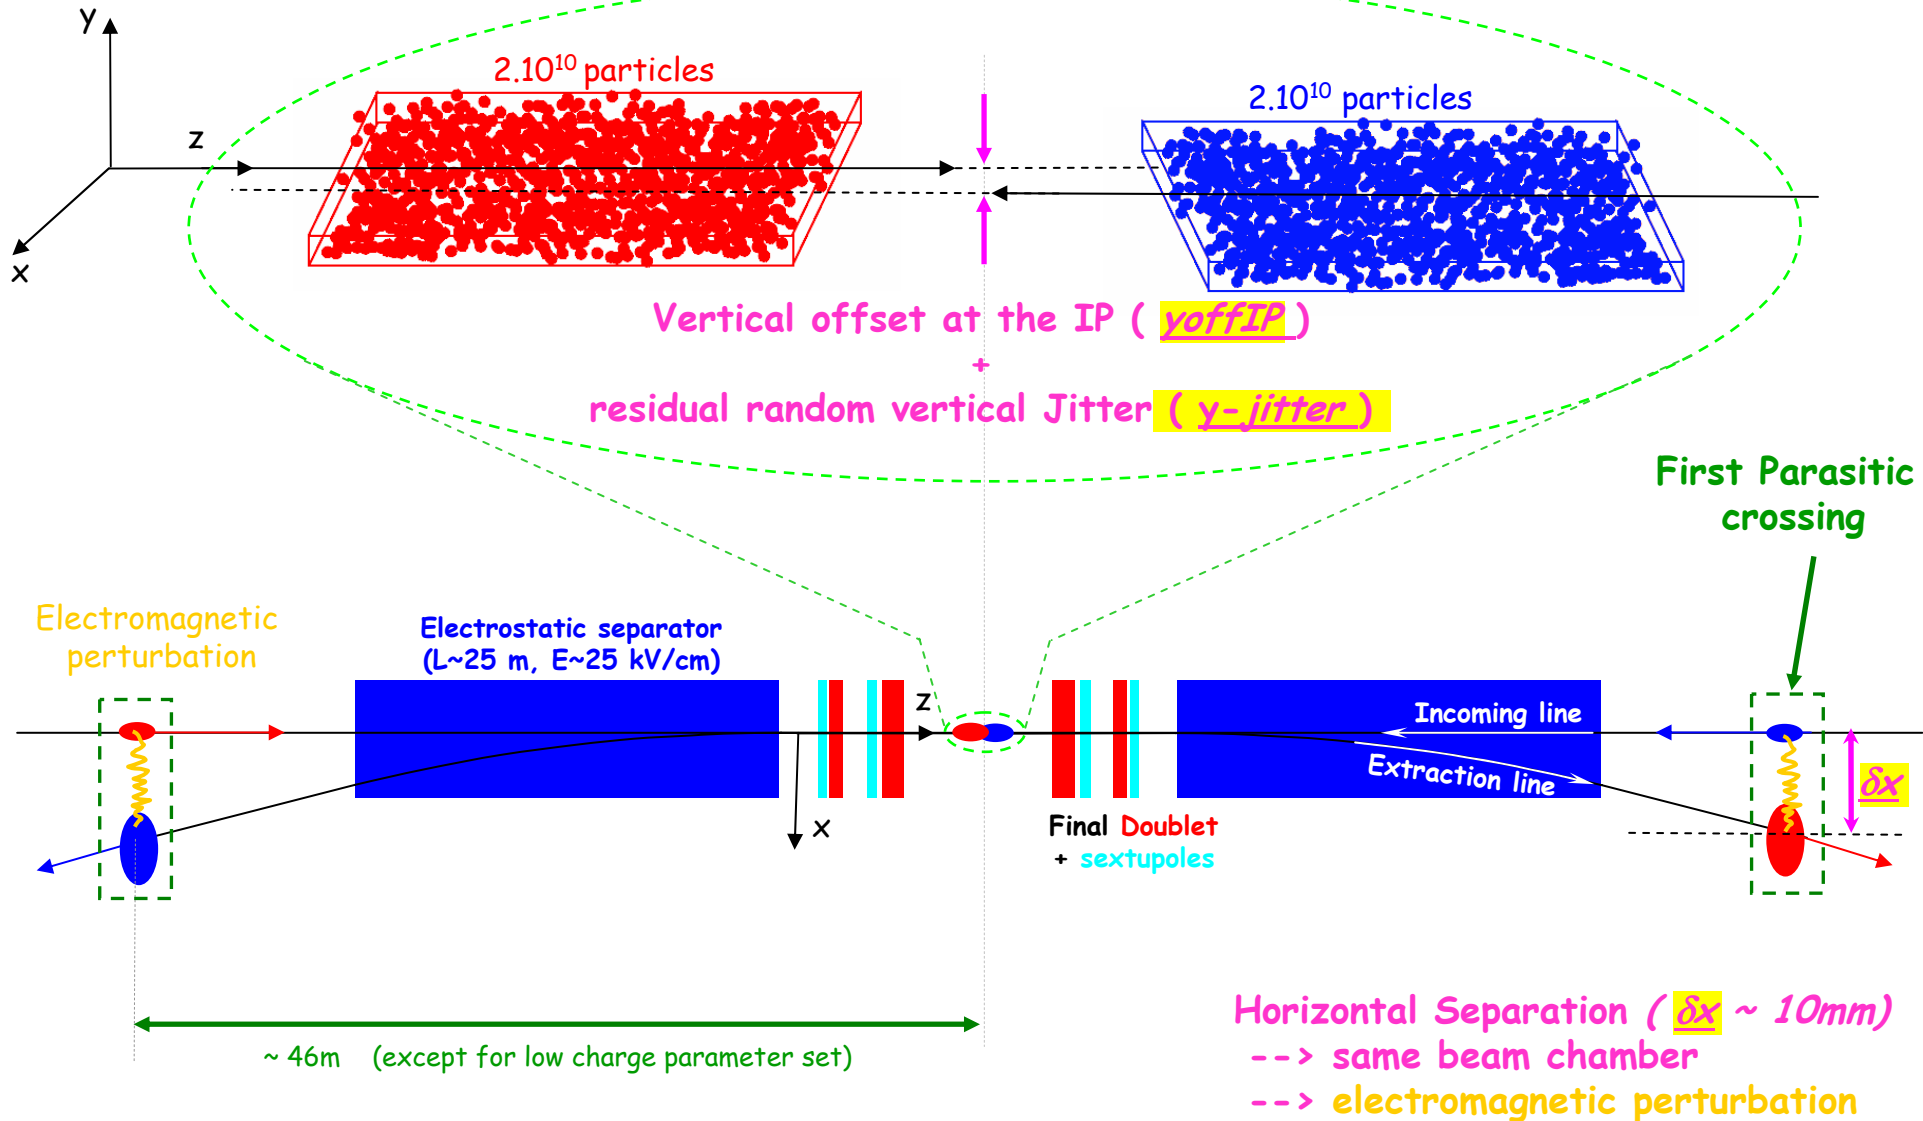 y
2.10¹⁰ particles
2.10¹⁰ particles
z
x
Vertical offset at the IP ( yoffIP )
+
residual random vertical Jitter ( y-jitter )
First Parasitic
crossing
Electromagnetic
perturbation
Electrostatic separator
(L~25 m, E~25 kV/cm)
z
Incoming line
Extraction line
δx
x
Final Doublet
+ sextupoles
Horizontal Separation ( δx ~ 10mm)
--> same beam chamber
--> electromagnetic perturbation
~ 46m (except for low charge parameter set)